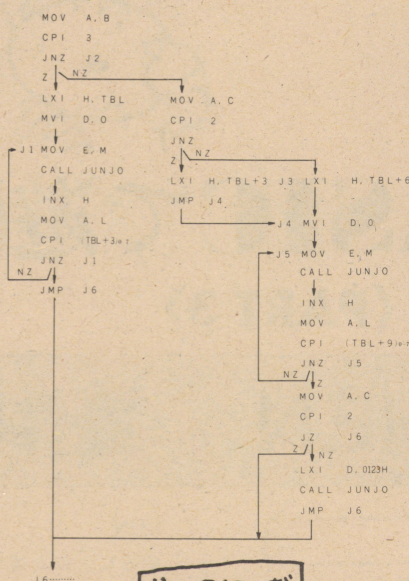 MOV A, B
CPI 3
JNZ J2
Z NZ
LXI H, TBL
MVI D, 0
J1 MOV E, M
CALL JUNJO
INX H
MOV A, L
CPI (TBL+3)
JNZ J1
NZ
JMP J6
MOV A, C
CPI 2
JNZ
Z NZ
LXI H, TBL+3
JMP J4
J3 LXI H, TBL+6
J4 MVI D, 0
J5 MOV E, M
CALL JUNJO
INX H
MOV A, L
CPI (TBL+9)
JNZ J5
NZ Z
MOV A, C
CPI 2
JZ J6
Z NZ
LXI D, 0123H
CALL JUNJO
JMP J6
J6